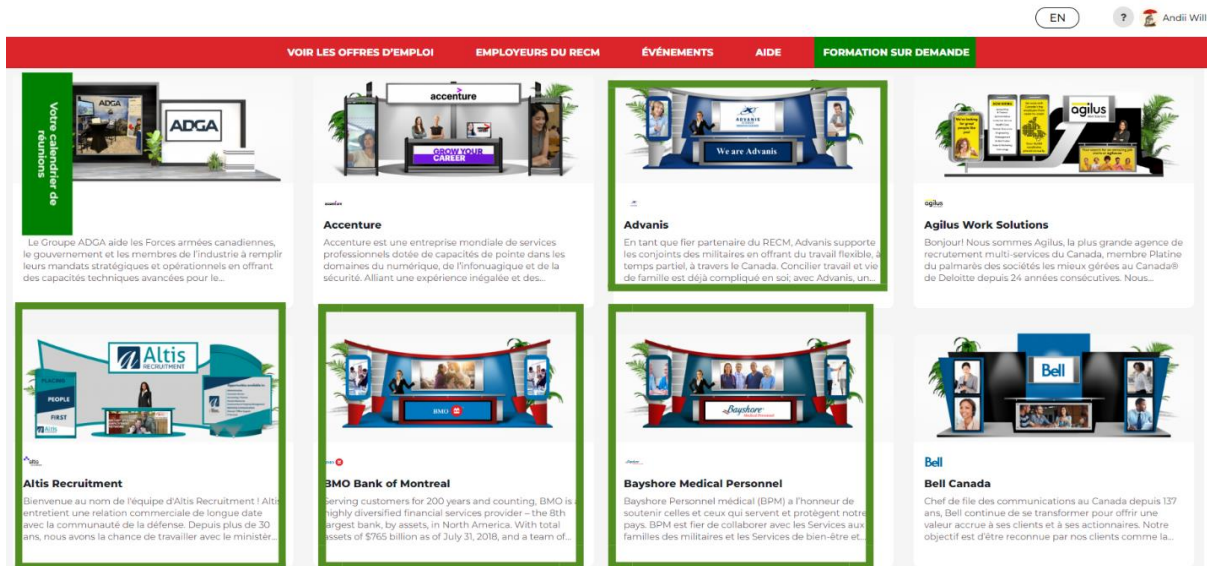 EN
?
Andii Will
VOIR LES OFFRES D'EMPLOI
EMPLOYEURS DU RECM
ÉVÉNEMENTS
AIDE
FORMATION SUR DEMANDE
Votre calendrier de
réunions
ADGA
ADGA
Le Groupe ADGA aide les Forces armées canadiennes,
le gouvernement et les membres de l'industrie à remplir
leurs mandats stratégiques et opérationnels en offrant
des capacités techniques avancées pour le...
accenture
GROW YOUR
CAREER
Accenture
Accenture est une entreprise mondiale de services
professionnels dotée de capacités de pointe dans les
domaines du numérique, de l'infonuagique et de la
sécurité. Alliant une expérience inégalée et des...
ADVANIS
We are Advanis
Advanis
En tant que fier partenaire du RECM, Advanis supporte
les conjoints des militaires en offrant du travail flexible, à
temps partiel, à travers le Canada. Concilier travail et vie
de famille est déjà compliqué en soi; avec Advanis, un...
agilus
agilus
Agilus Work Solutions
Bonjour! Nous sommes Agilus, la plus grande agence de
recrutement multi-services du Canada, membre Platine
du palmarès des sociétés les mieux gérées au Canada®
de Deloitte depuis 24 années consécutives. Nous...
Altis
RECRUITMENT
PLACING
PEOPLE
FIRST
Altis Recruitment
Bienvenue au nom de l'équipe d'Altis Recruitment ! Altis
entretient une relation commerciale de longue date
avec la communauté de la défense. Depuis plus de 30
ans, nous avons la chance de travailler avec le ministèr...
BMO
BMO Bank of Montreal
Serving customers for 200 years and counting, BMO is a
highly diversified financial services provider – the 8th
largest bank, by assets, in North America. With total
assets of $765 billion as of July 31, 2018, and a team of...
Bayshore
Medical Personnel
Bayshore Medical Personnel
Bayshore Personnel médical (BPM) a l'honneur de
soutenir celles et ceux qui servent et protègent notre
pays. BPM est fier de collaborer avec les Services aux
familles des militaires et les Services de bien-être et...
Bell
Bell
Bell Canada
Chef de file des communications au Canada depuis 137
ans, Bell continue de se transformer pour offrir une
valeur accrue à ses clients et à ses actionnaires. Notre
objectif est d'être reconnue par nos clients comme la...